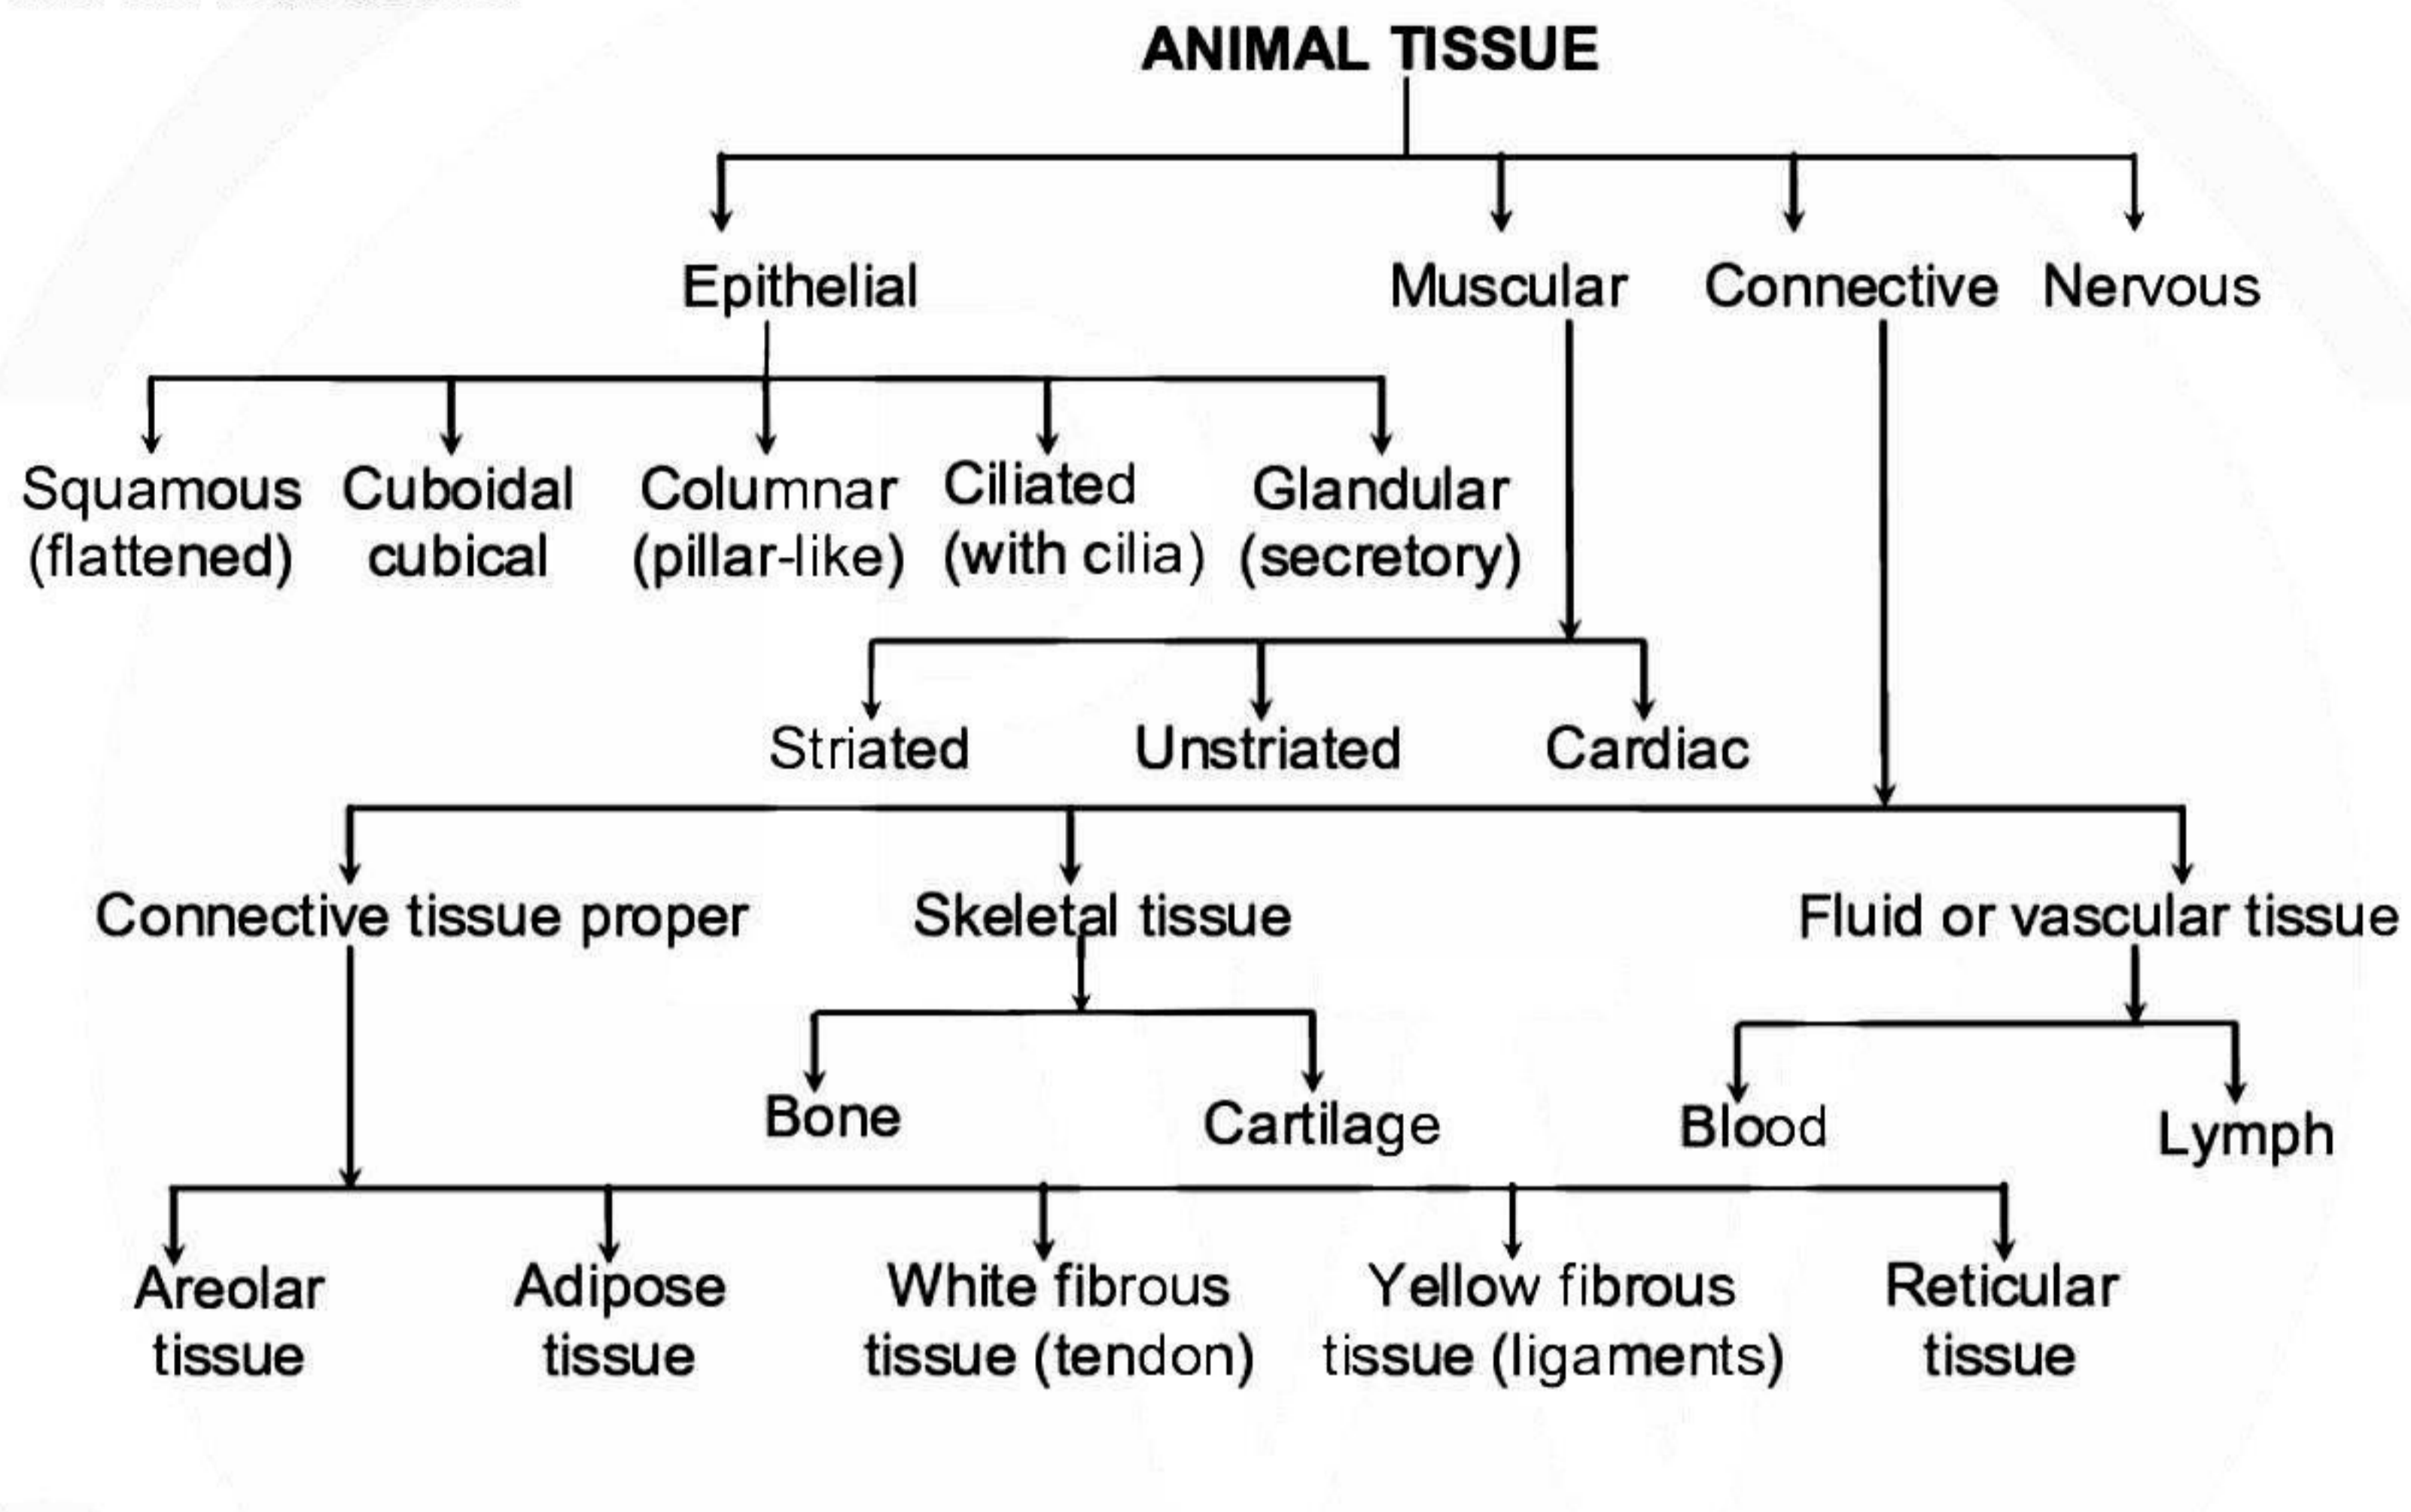 ANIMAL TISSUE
Epithelial Muscular Connective Nervous
Squamous Cuboidal Columnar Ciliated Glandular
(flattened) cubical (pillar-like) (with cilia) (secretory)
Striated Unstriated Cardiac
Connective tissue proper Skeletal tissue Fluid or vascular tissue
Bone Cartilage Blood Lymph
Areolar Adipose White fibrous Yellow fibrous Reticular
tissue tissue tissue (tendon) tissue (ligaments) tissue